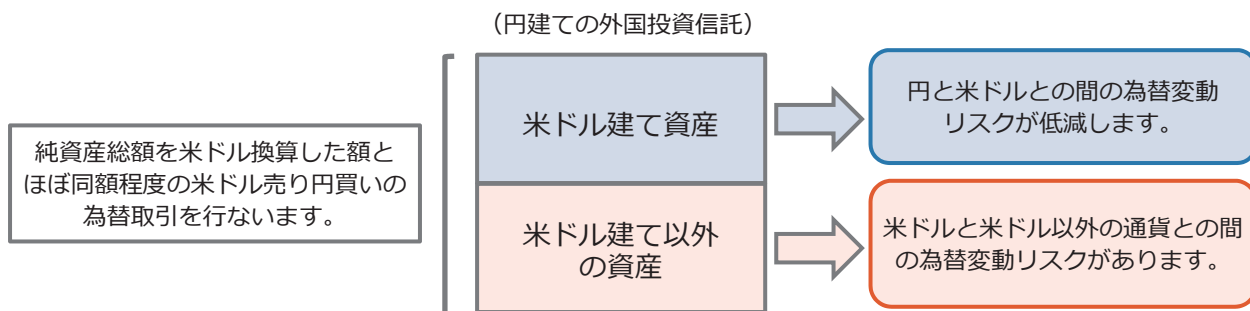 （円建ての外国投資信託）
純資産総額を米ドル換算した額と
ほぼ同額程度の米ドル売り円買いの
為替取引を行ないます。
米ドル建て資産
円と米ドルとの間の為替変動
リスクが低減します。
米ドル建て以外
の資産
米ドルと米ドル以外の通貨との間
の為替変動リスクがあります。